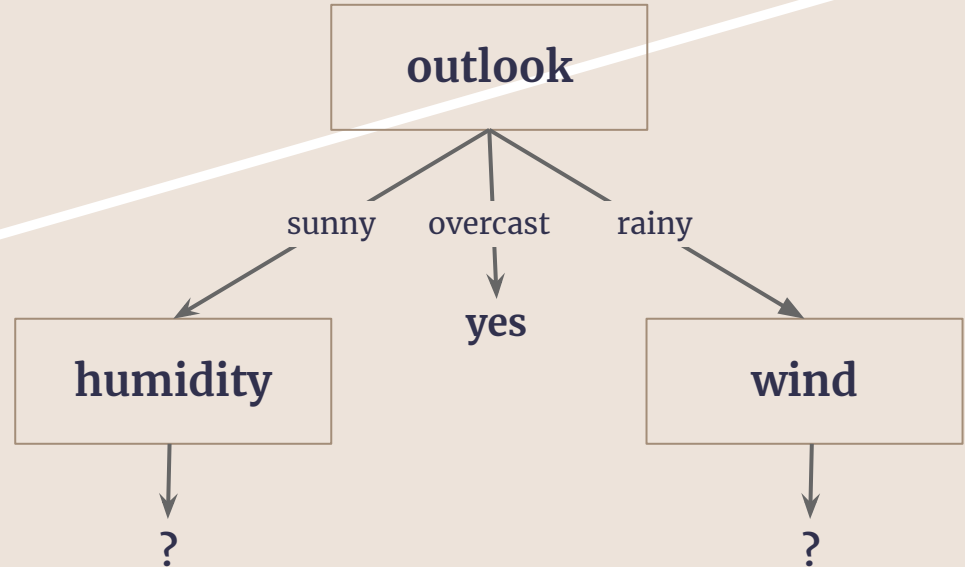 outlook
sunny overcast rainy
yes
humidity wind
? ?